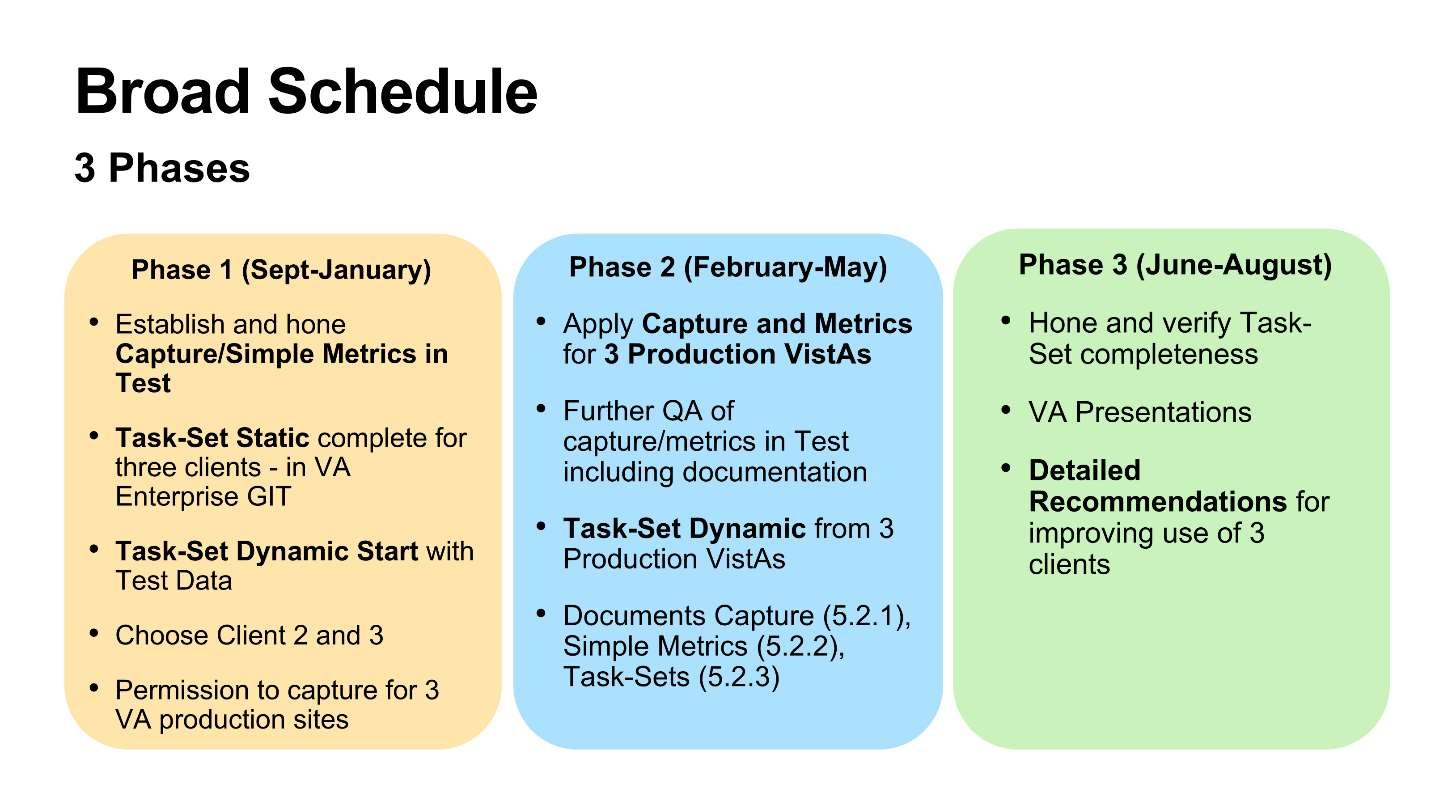 Broad Schedule
3 Phases
Phase 1 (Sept-January)
• Establish and hone
Capture/Simple Metrics in
Test
• Task-Set Static complete for
three clients - in VA
Enterprise GIT
• Task-Set Dynamic Start with
Test Data
• Choose Client 2 and 3
• Permission to capture for 3
VA production sites
Phase 2 (February-May)
• Apply Capture and Metrics
for 3 Production VistAs
• Further QA of
capture/metrics in Test
including documentation
• Task-Set Dynamic from 3
Production VistAs
• Documents Capture (5.2.1),
Simple Metrics (5.2.2),
Task-Sets (5.2.3)
Phase 3 (June-August)
• Hone and verify Task-
Set completeness
• VA Presentations
• Detailed
Recommendations for
improving use of 3
clients